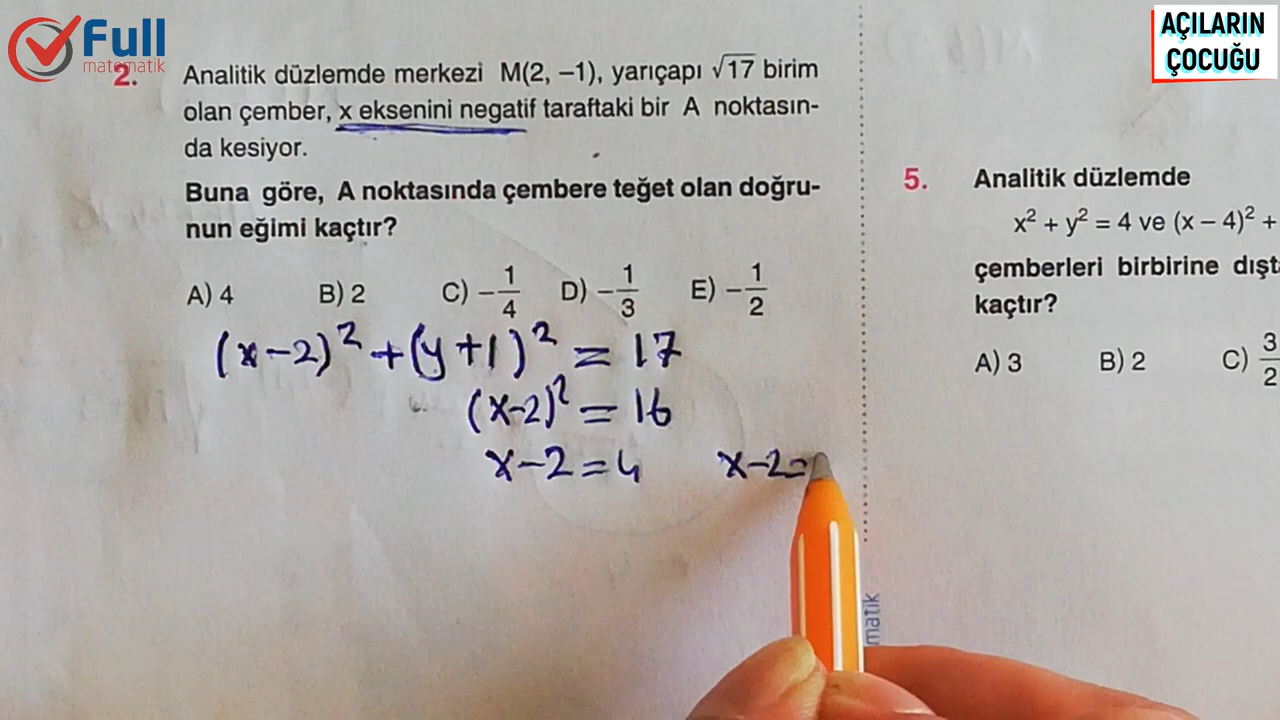 Full
matematik
AÇILARIN
ÇOCUĞU
2. Analitik düzlemde merkezi M(2, –1), yarıçapı √17 birim
olan çember, x eksenini negatif taraftaki bir A noktasın-
da kesiyor.
Buna göre, A noktasında çembere teğet olan doğru-
nun eğimi kaçtır?
A) 4 B) 2 C) –1/4 D) –1/3 E) –1/2
(x–2)² + (y+1)² = 17
(x–2)² = 16
x–2 = 4 x–2 =
5. Analitik düzlemde
x² + y² = 4 ve (x – 4)² +
çemberleri birbirine dışt
kaçtır?
A) 3 B) 2 C) 3/2
matik